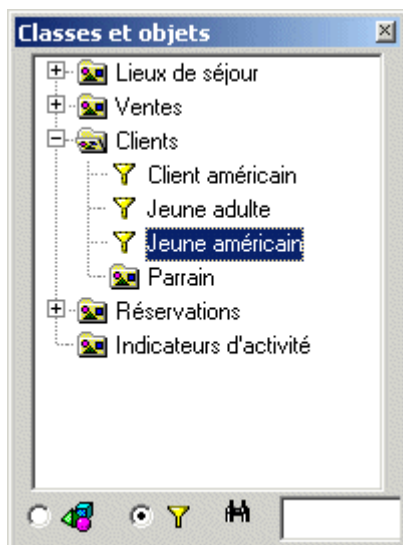 Classes et objets
Lieux de séjour
Ventes
Clients
Client américain
Jeune adulte
Jeune américain
Parrain
Réservations
Indicateurs d'activité